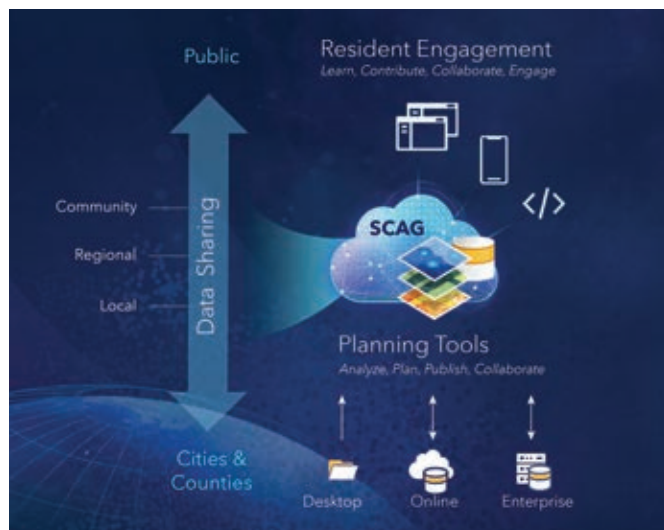 Public
Resident Engagement
Learn, Contribute, Collaborate, Engage
Community
Regional
Local
Data Sharing
</>
SCAG
Planning Tools
Analyze, Plan, Publish, Collaborate
Cities &
Counties
Desktop
Online
Enterprise